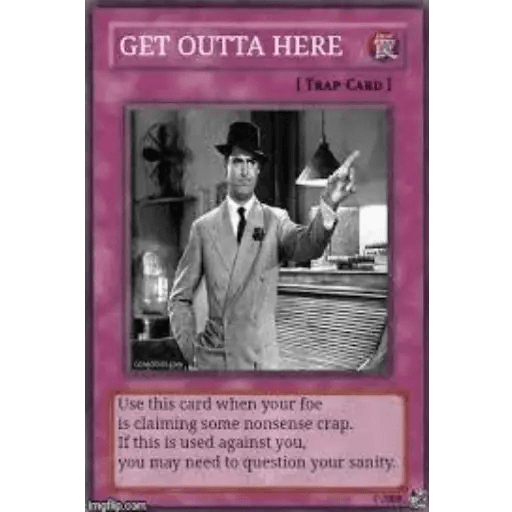 GET OUTTA HERE
[ TRAP CARD ]
Use this card when your foe
is claiming some nonsense crap.
If this is used against you,
you may need to question your sanity.
imgflip.com